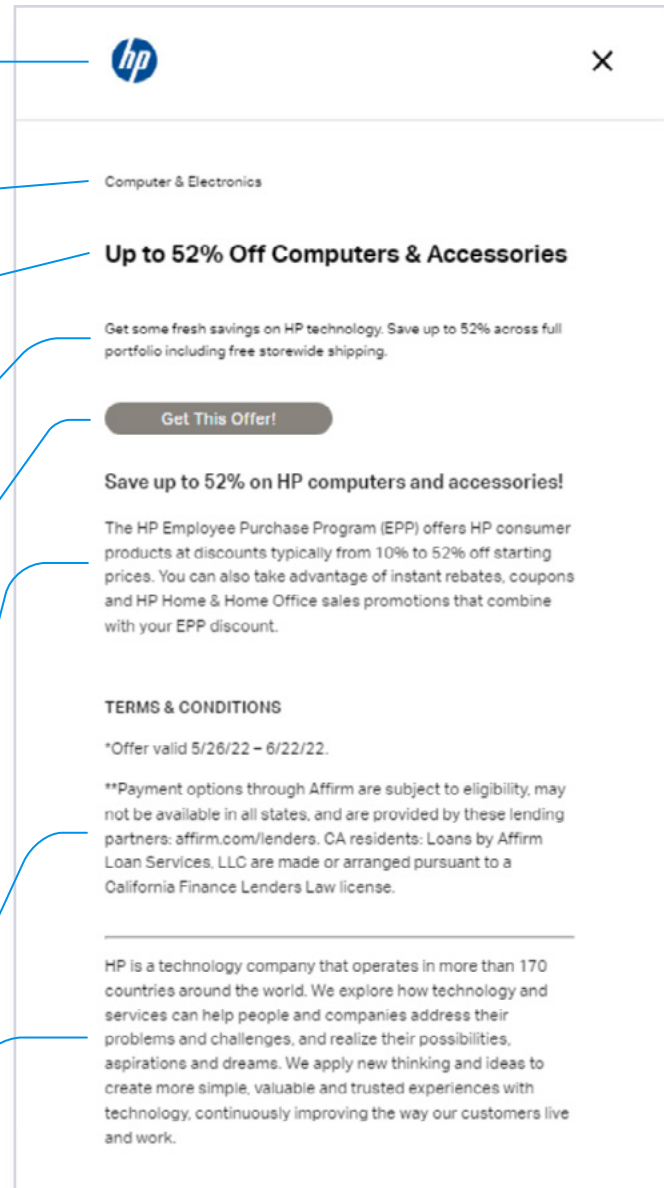 hp
Computer & Electronics
Up to 52% Off Computers & Accessories
Get some fresh savings on HP technology. Save up to 52% across full
portfolio including free storewide shipping.
Get This Offer!
Save up to 52% on HP computers and accessories!
The HP Employee Purchase Program (EPP) offers HP consumer
products at discounts typically from 10% to 52% off starting
prices. You can also take advantage of instant rebates, coupons
and HP Home & Home Office sales promotions that combine
with your EPP discount.
TERMS & CONDITIONS
*Offer valid 5/26/22 – 6/22/22.
**Payment options through Affirm are subject to eligibility, may
not be available in all states, and are provided by these lending
partners: affirm.com/lenders. CA residents: Loans by Affirm
Loan Services, LLC are made or arranged pursuant to a
California Finance Lenders Law license.
HP is a technology company that operates in more than 170
countries around the world. We explore how technology and
services can help people and companies address their
problems and challenges, and realize their possibilities,
aspirations and dreams. We apply new thinking and ideas to
create more simple, valuable and trusted experiences with
technology, continuously improving the way our customers live
and work.